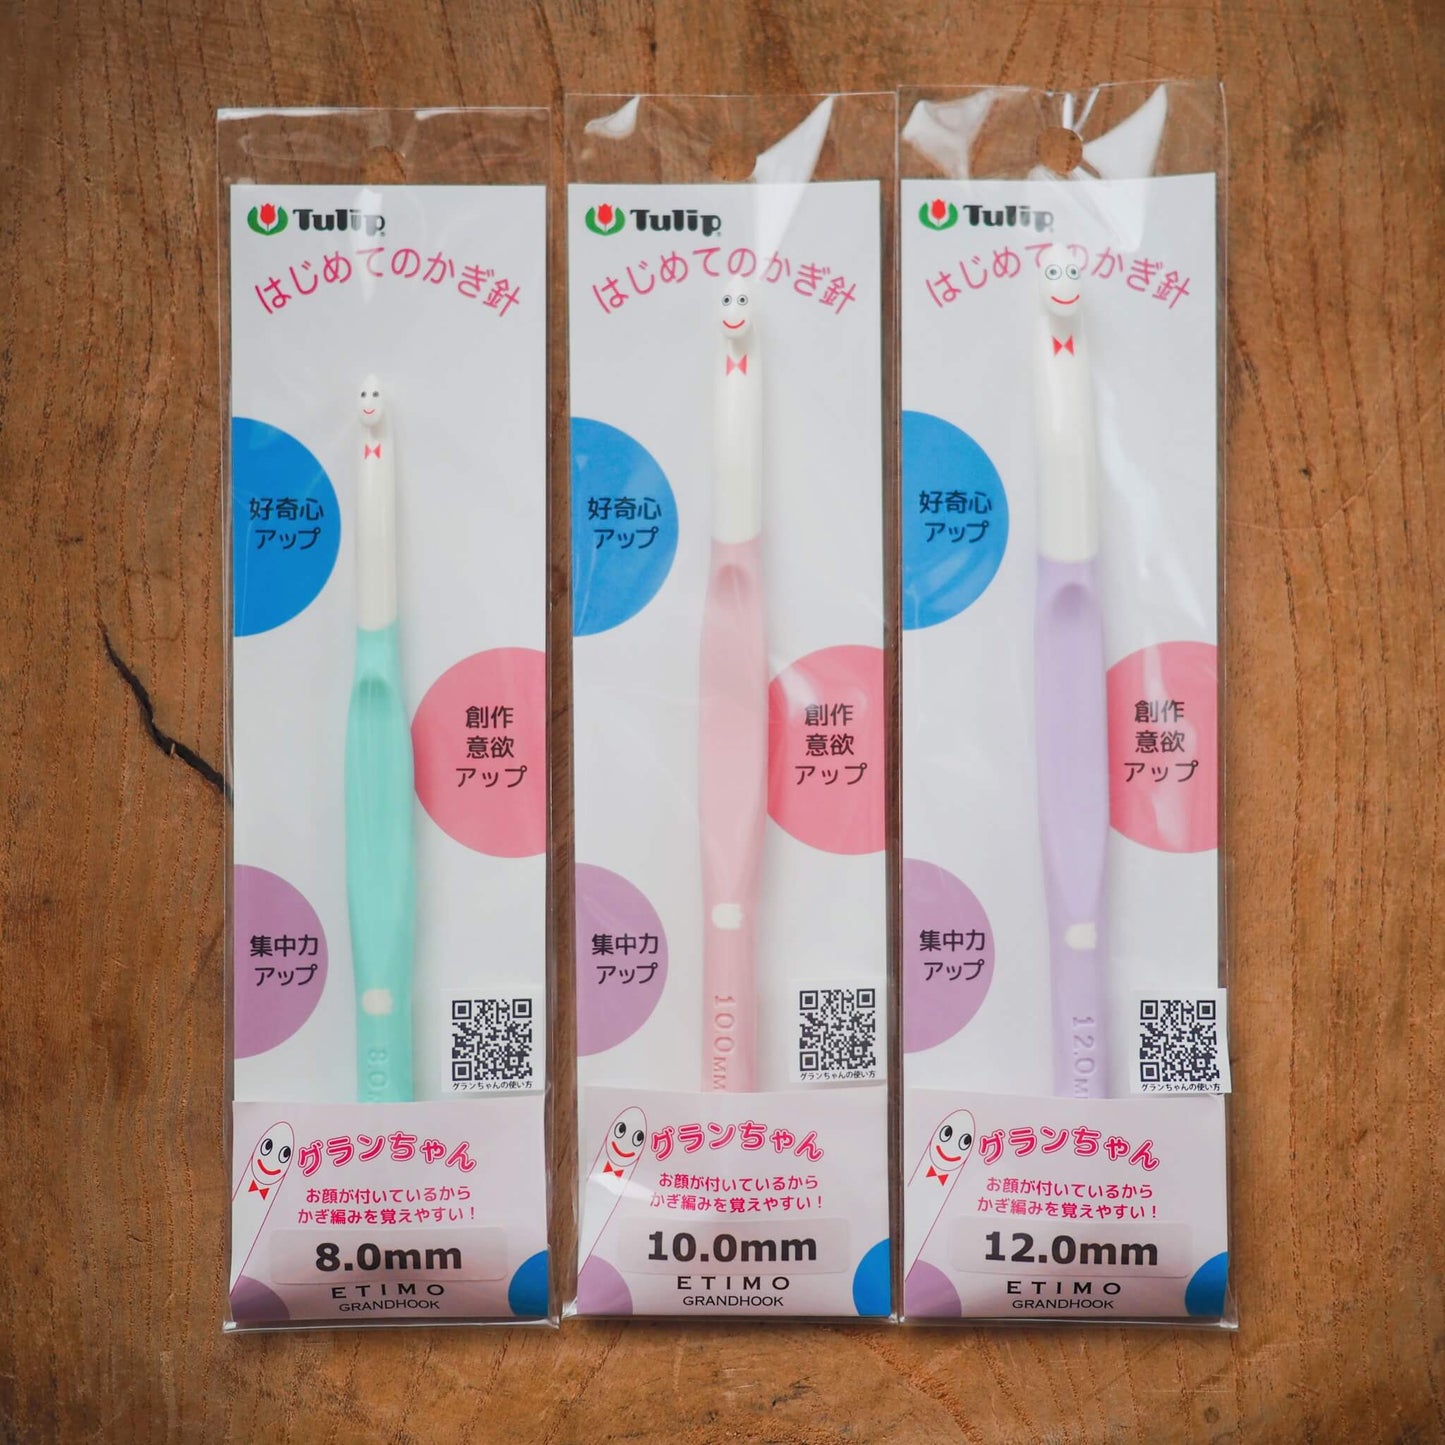 Tulip
はじめてのかぎ針
好奇心
アップ
創作
意欲
アップ
集中力
アップ
8.0M
グランちゃんの使い方
グランちゃん
お顔が付いているから
かぎ編みを覚えやすい!
8.0mm
ETIMO
GRANDHOOK
Tulip
はじめてのかぎ針
好奇心
アップ
創作
意欲
アップ
集中力
アップ
10.0MM
グランちゃんの使い方
グランちゃん
お顔が付いているから
かぎ編みを覚えやすい!
10.0mm
ETIMO
GRANDHOOK
Tulip
はじめてのかぎ針
好奇心
アップ
創作
意欲
アップ
集中力
アップ
12.0M
グランちゃんの使い方
グランちゃん
お顔が付いているから
かぎ編みを覚えやすい!
12.0mm
ETIMO
GRANDHOOK